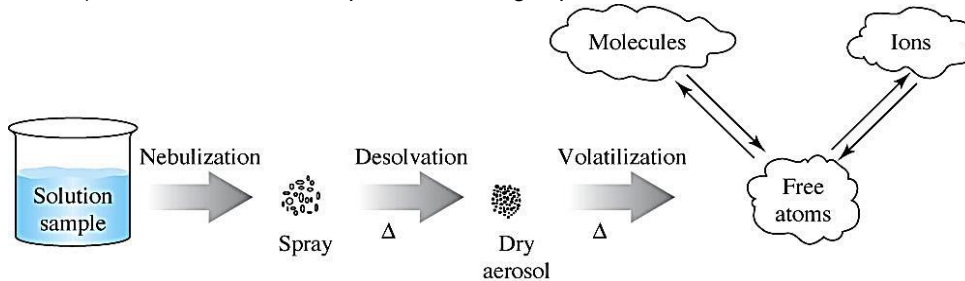 Molecules
Ions
Nebulization
Desolvation
Volatilization
Solution
sample
Free
atoms
Spray
Δ
Dry
aerosol
Δ